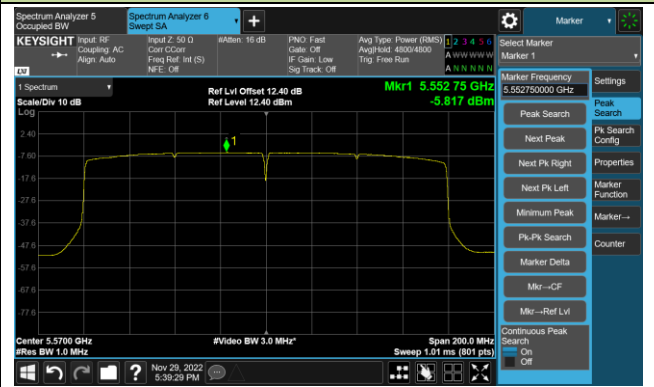 Spectrum Analyzer 5
Occupied BW
Spectrum Analyzer 6
Swept SA
Marker
KEYSIGHT
Input: RF
Coupling: AC
Align: Auto
Input Z: 50 Ω
Corr CCorr
Freq Ref: Int (S)
NFE: Off
#Atten: 16 dB
PNO: Fast
Gate: Off
IF Gain: Low
Sig Track: Off
Avg Type: Power (RMS)
Avg|Hold: 4800/4800
Trig: Free Run
1 2 3 4 5 6
A W W W W W
A N N N N N
LXI
Select Marker
Marker 1
1 Spectrum
Scale/Div 10 dB
Log
Ref Lvl Offset 12.40 dB
Ref Level 12.40 dBm
Mkr1 5.552 75 GHz
-5.817 dBm
2.40
-7.60
-17.6
-27.6
-37.6
-47.6
-57.6
-67.6
-77.6
1
Center 5.5700 GHz
#Res BW 1.0 MHz
#Video BW 3.0 MHz*
Span 200.0 MHz
Sweep 1.01 ms (801 pts)
Marker Frequency
5.552750000 GHz
Peak Search
Next Peak
Next Pk Right
Next Pk Left
Minimum Peak
Pk-Pk Search
Marker Delta
Mkr→CF
Mkr→Ref Lvl
Continuous Peak
Search
On
Off
Settings
Peak
Search
Pk Search
Config
Properties
Marker
Function
Marker→
Counter
Nov 29, 2022
5:39:29 PM